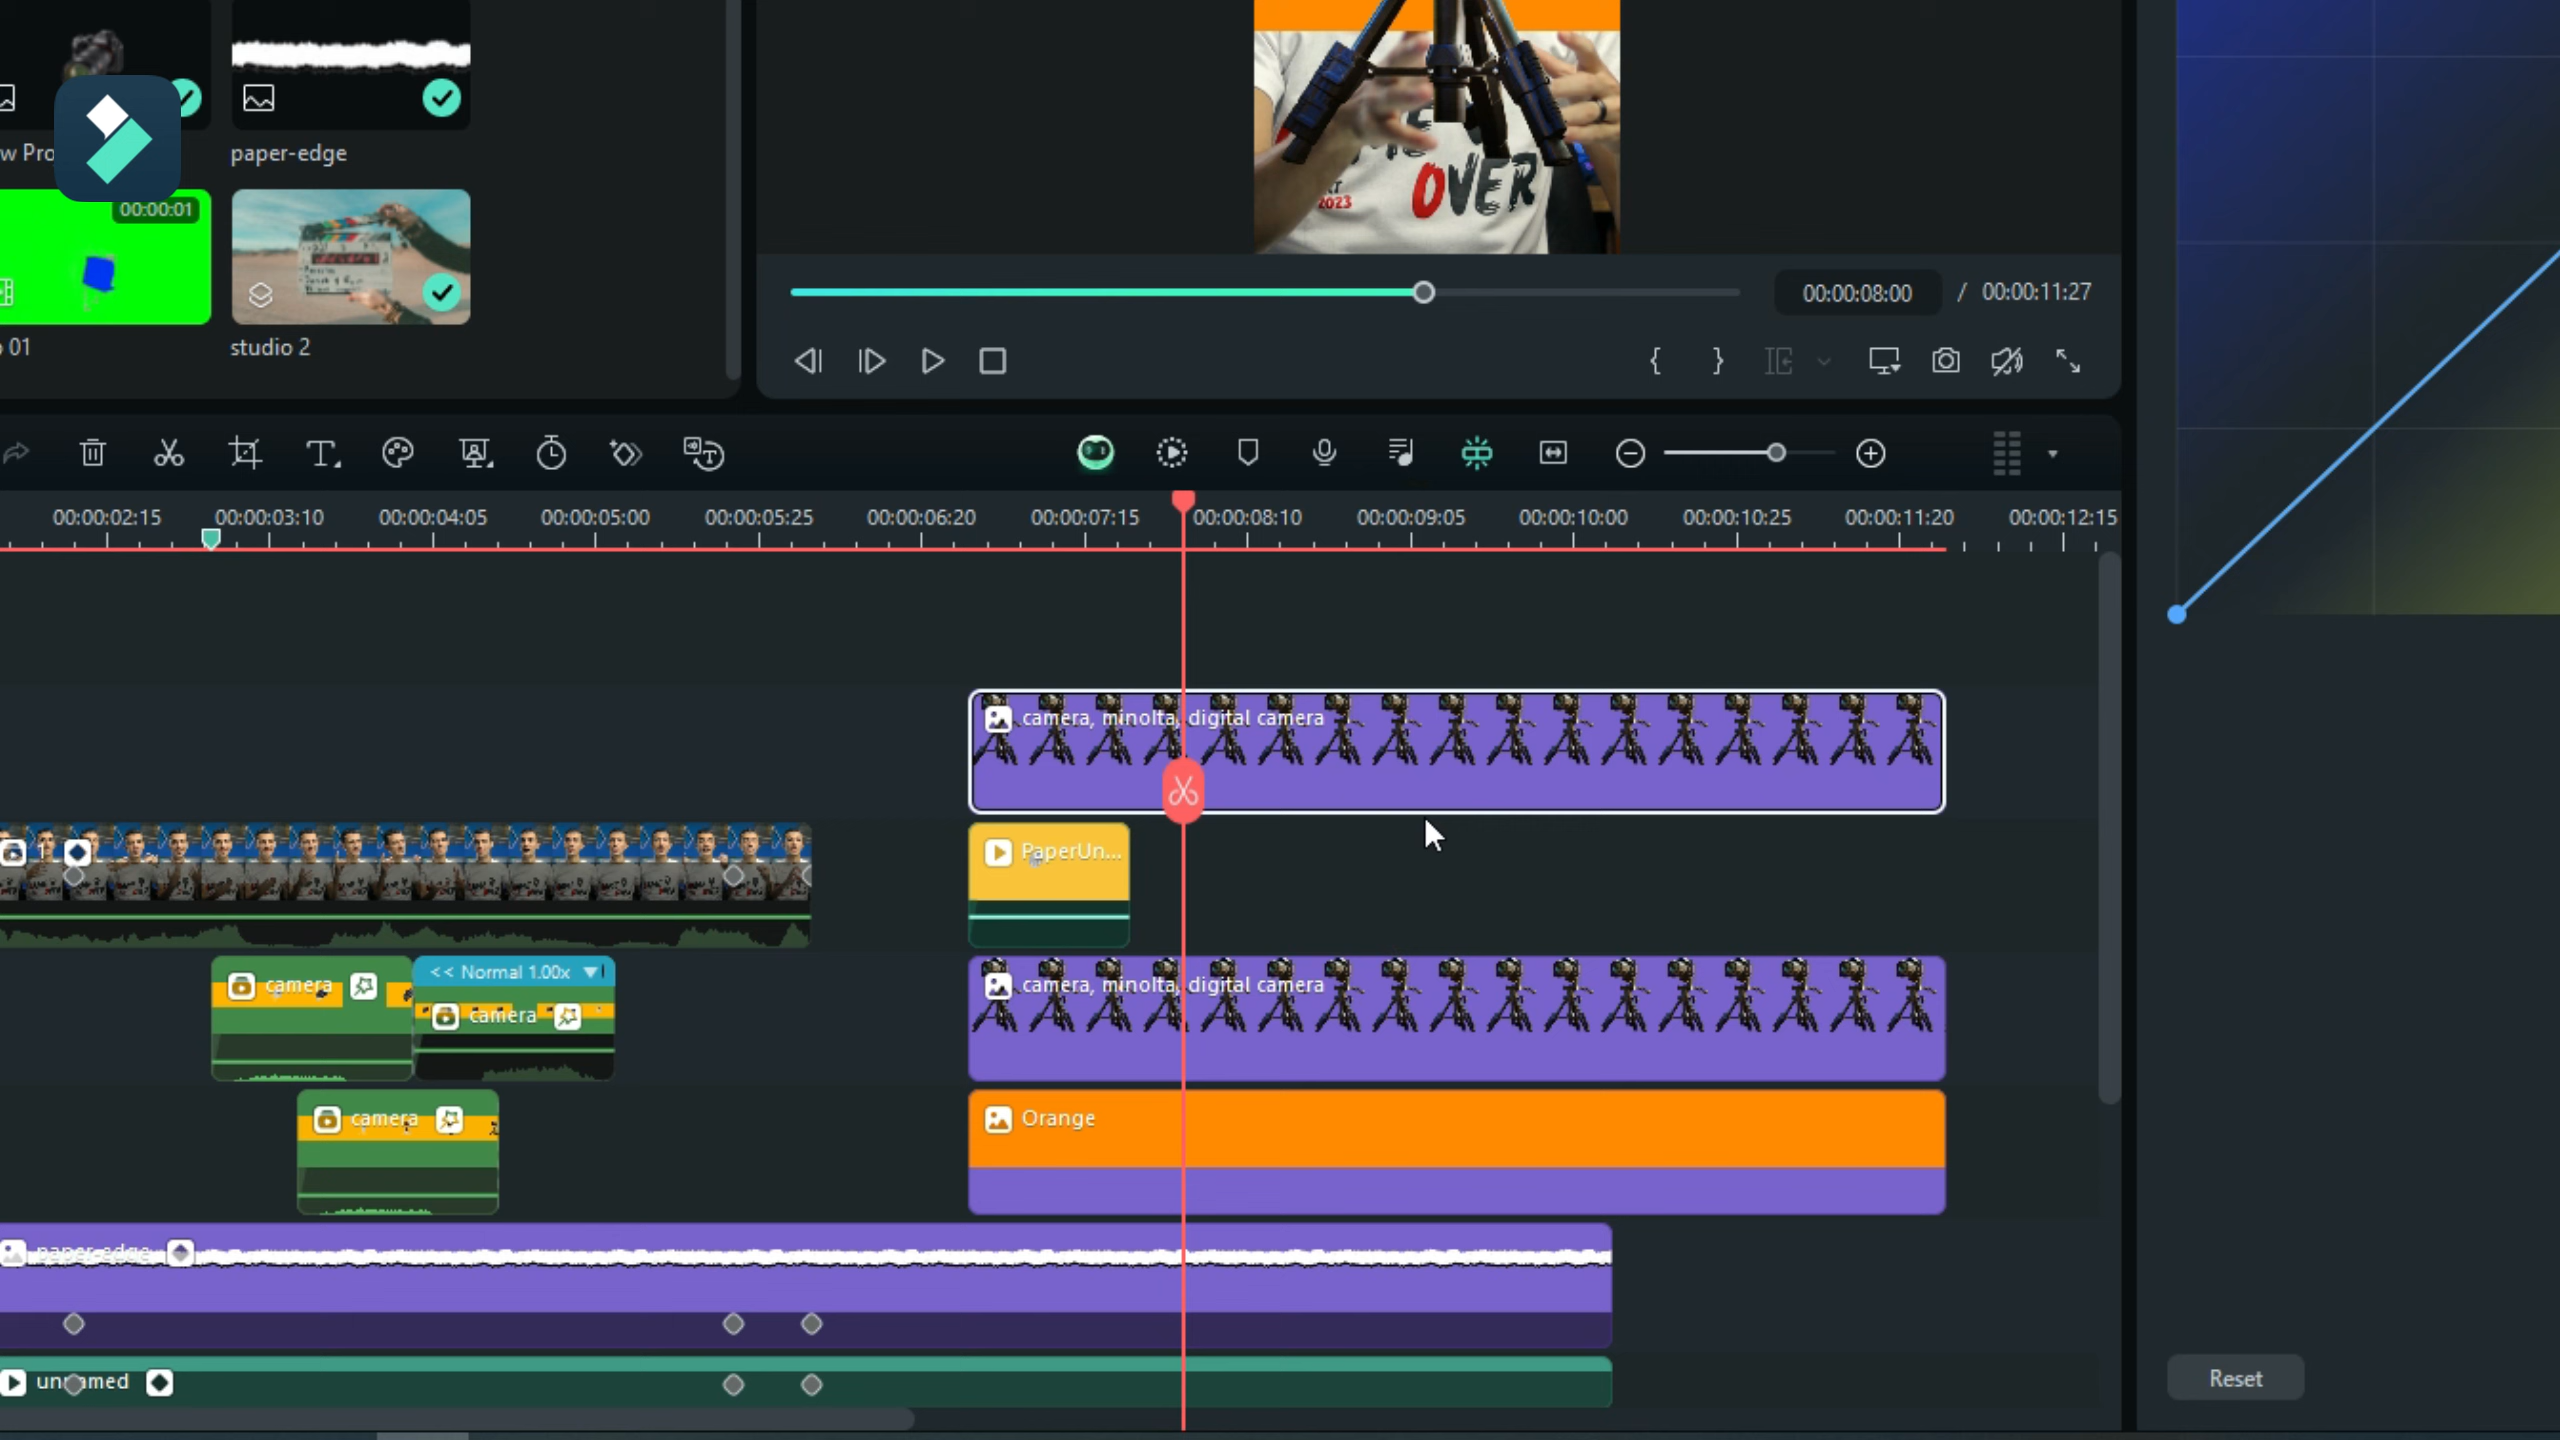 w Pro
paper-edge
00:00:01
01
studio 2
OVER
2023
00:00:08:00 / 00:00:11:27
00:00:02:15 00:00:03:10 00:00:04:05 00:00:05:00 00:00:05:25 00:00:06:20 00:00:07:15 00:00:08:10 00:00:09:05 00:00:10:00 00:00:10:25 00:00:11:20 00:00:12:15
camera, minolta, digital camera
1
PaperUn...
camera
<< Normal 1.00x
camera
camera, minolta, digital camera
camera
Orange
paper-edge
unnamed
Reset